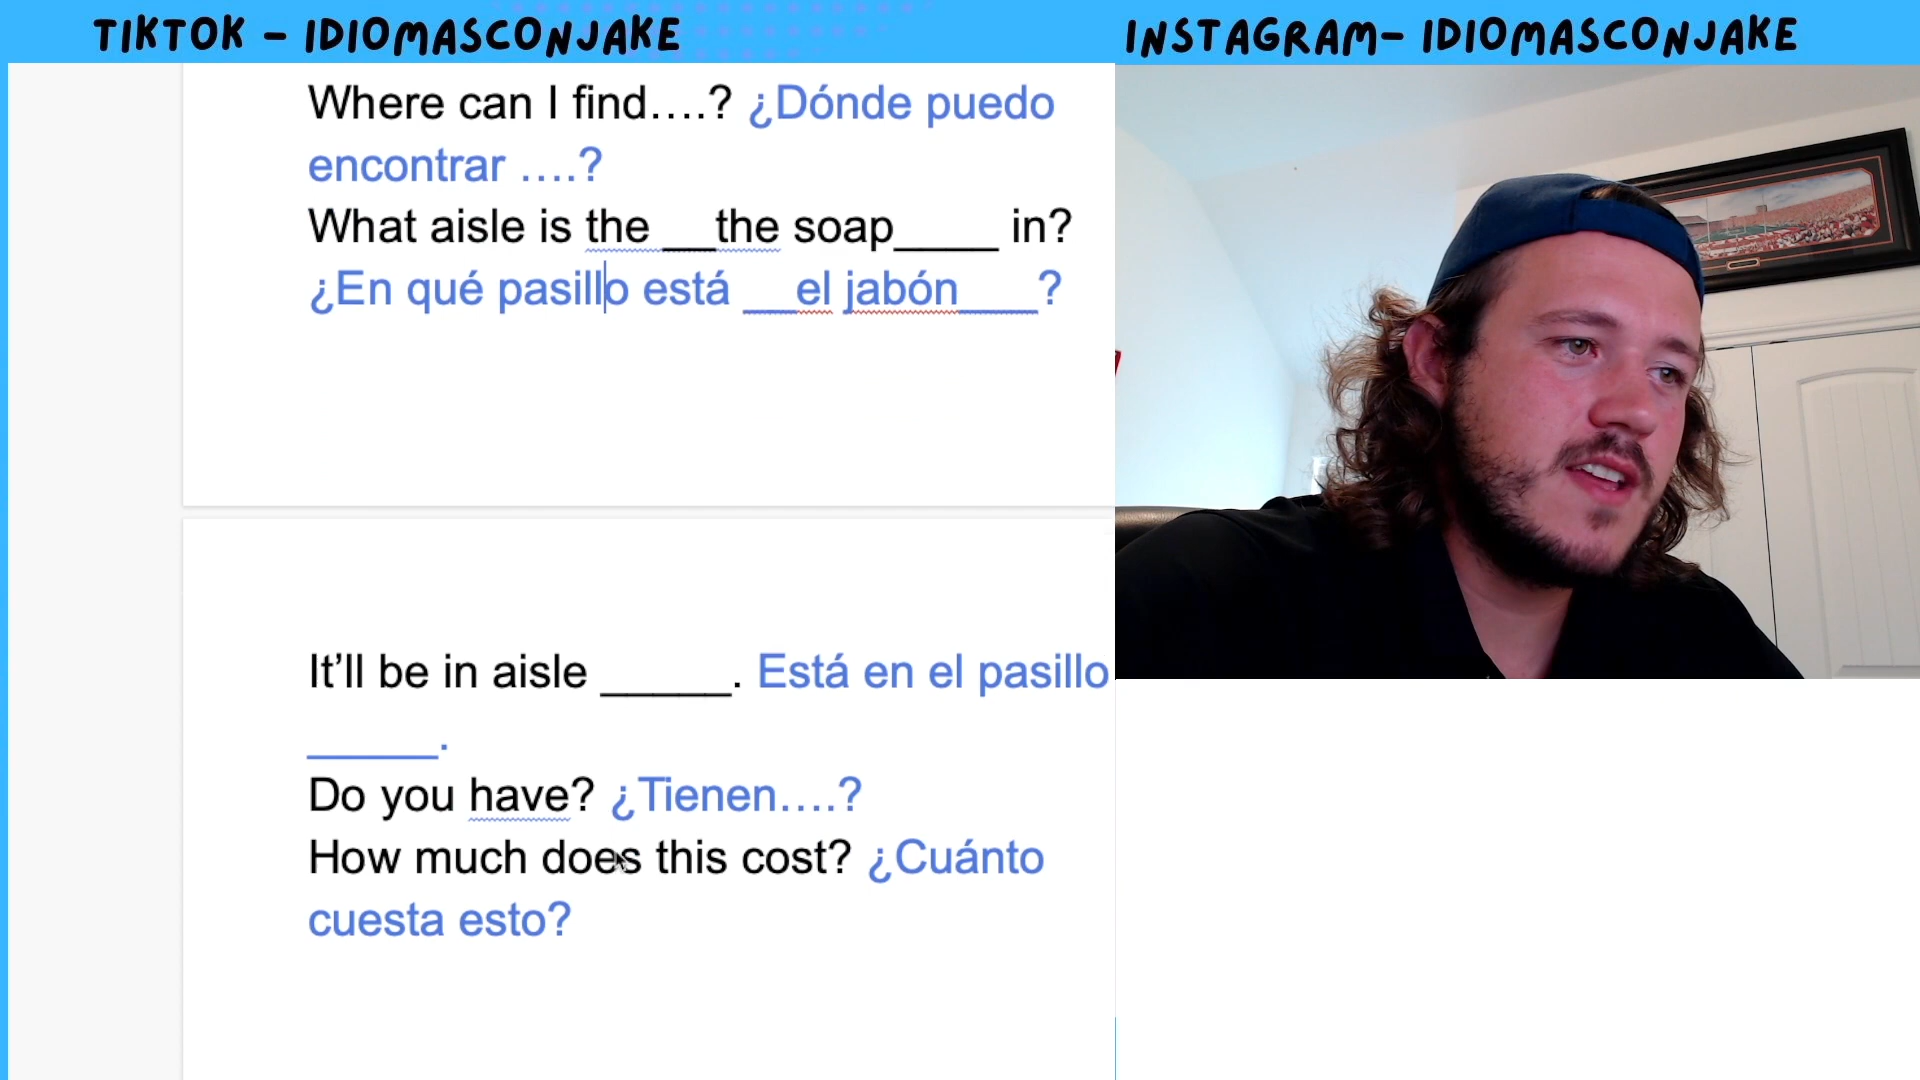 TIKTOK - IDIOMASCONJAKE
INSTAGRAM- IDIOMASCONJAKE
Where can I find….? ¿Dónde puedo
encontrar ….?
What aisle is the __the soap____ in?
¿En qué pasillo está __el jabón___?
It’ll be in aisle _____. Está en el pasillo
_____.
Do you have? ¿Tienen….?
How much does this cost? ¿Cuánto
cuesta esto?